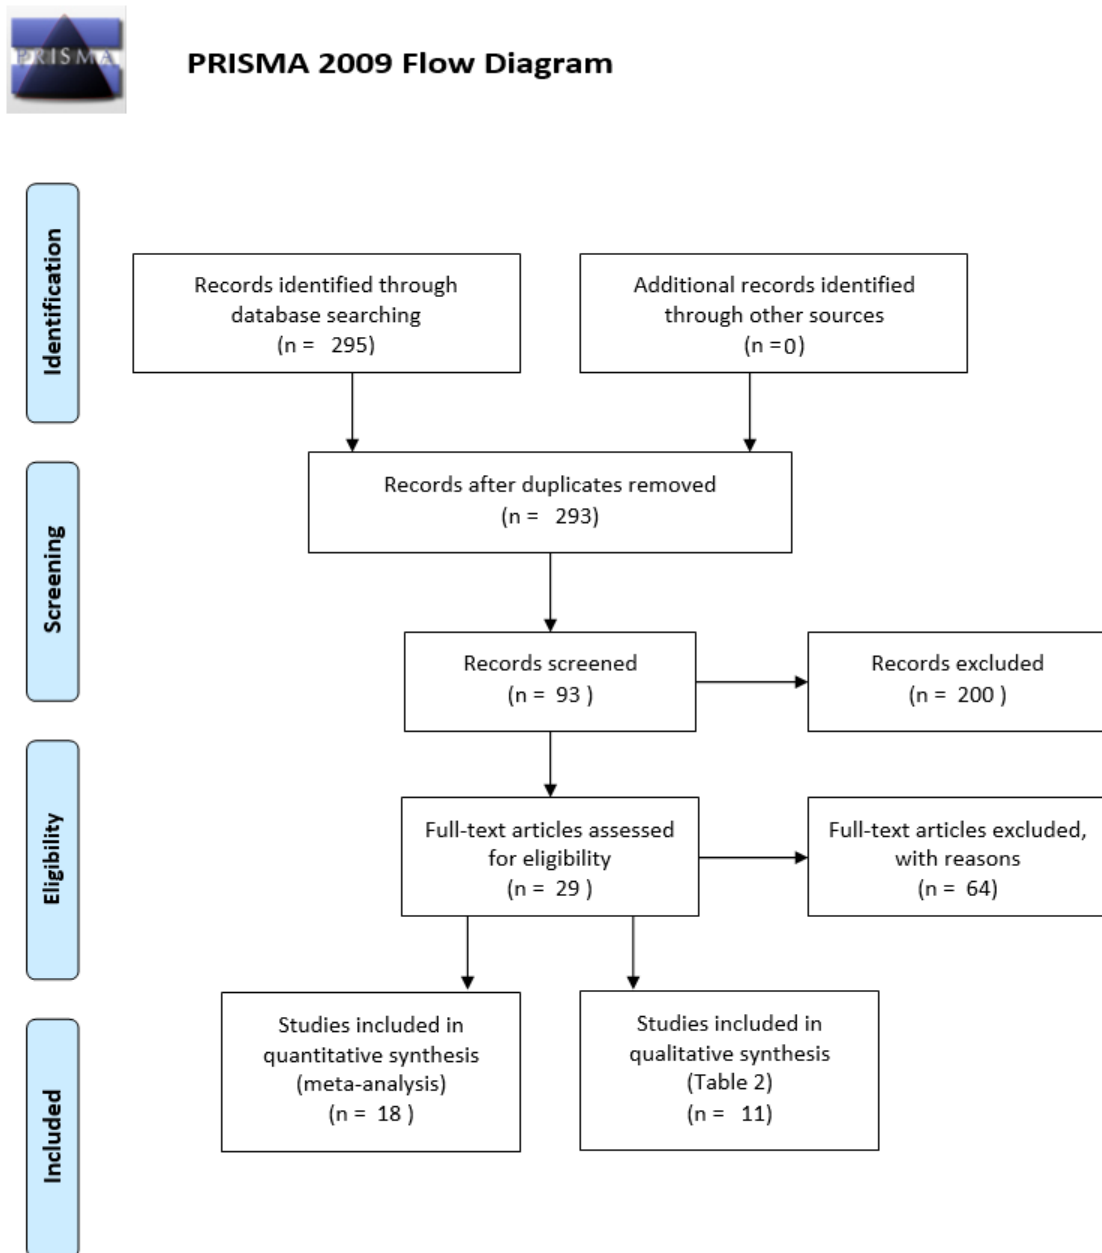 PRISMA
PRISMA 2009 Flow Diagram
Identification
Records identified through
database searching
(n =   295)
Additional records identified
through other sources
(n =0)
Screening
Records after duplicates removed
(n =   293)
Records screened
(n =  93 )
Records excluded
(n =  200 )
Eligibility
Full-text articles assessed
for eligibility
(n =  29 )
Full-text articles excluded,
with reasons
(n =  64)
Included
Studies included in
quantitative synthesis
(meta-analysis)
(n =  18 )
Studies included in
qualitative synthesis
(Table 2)
(n =   11)